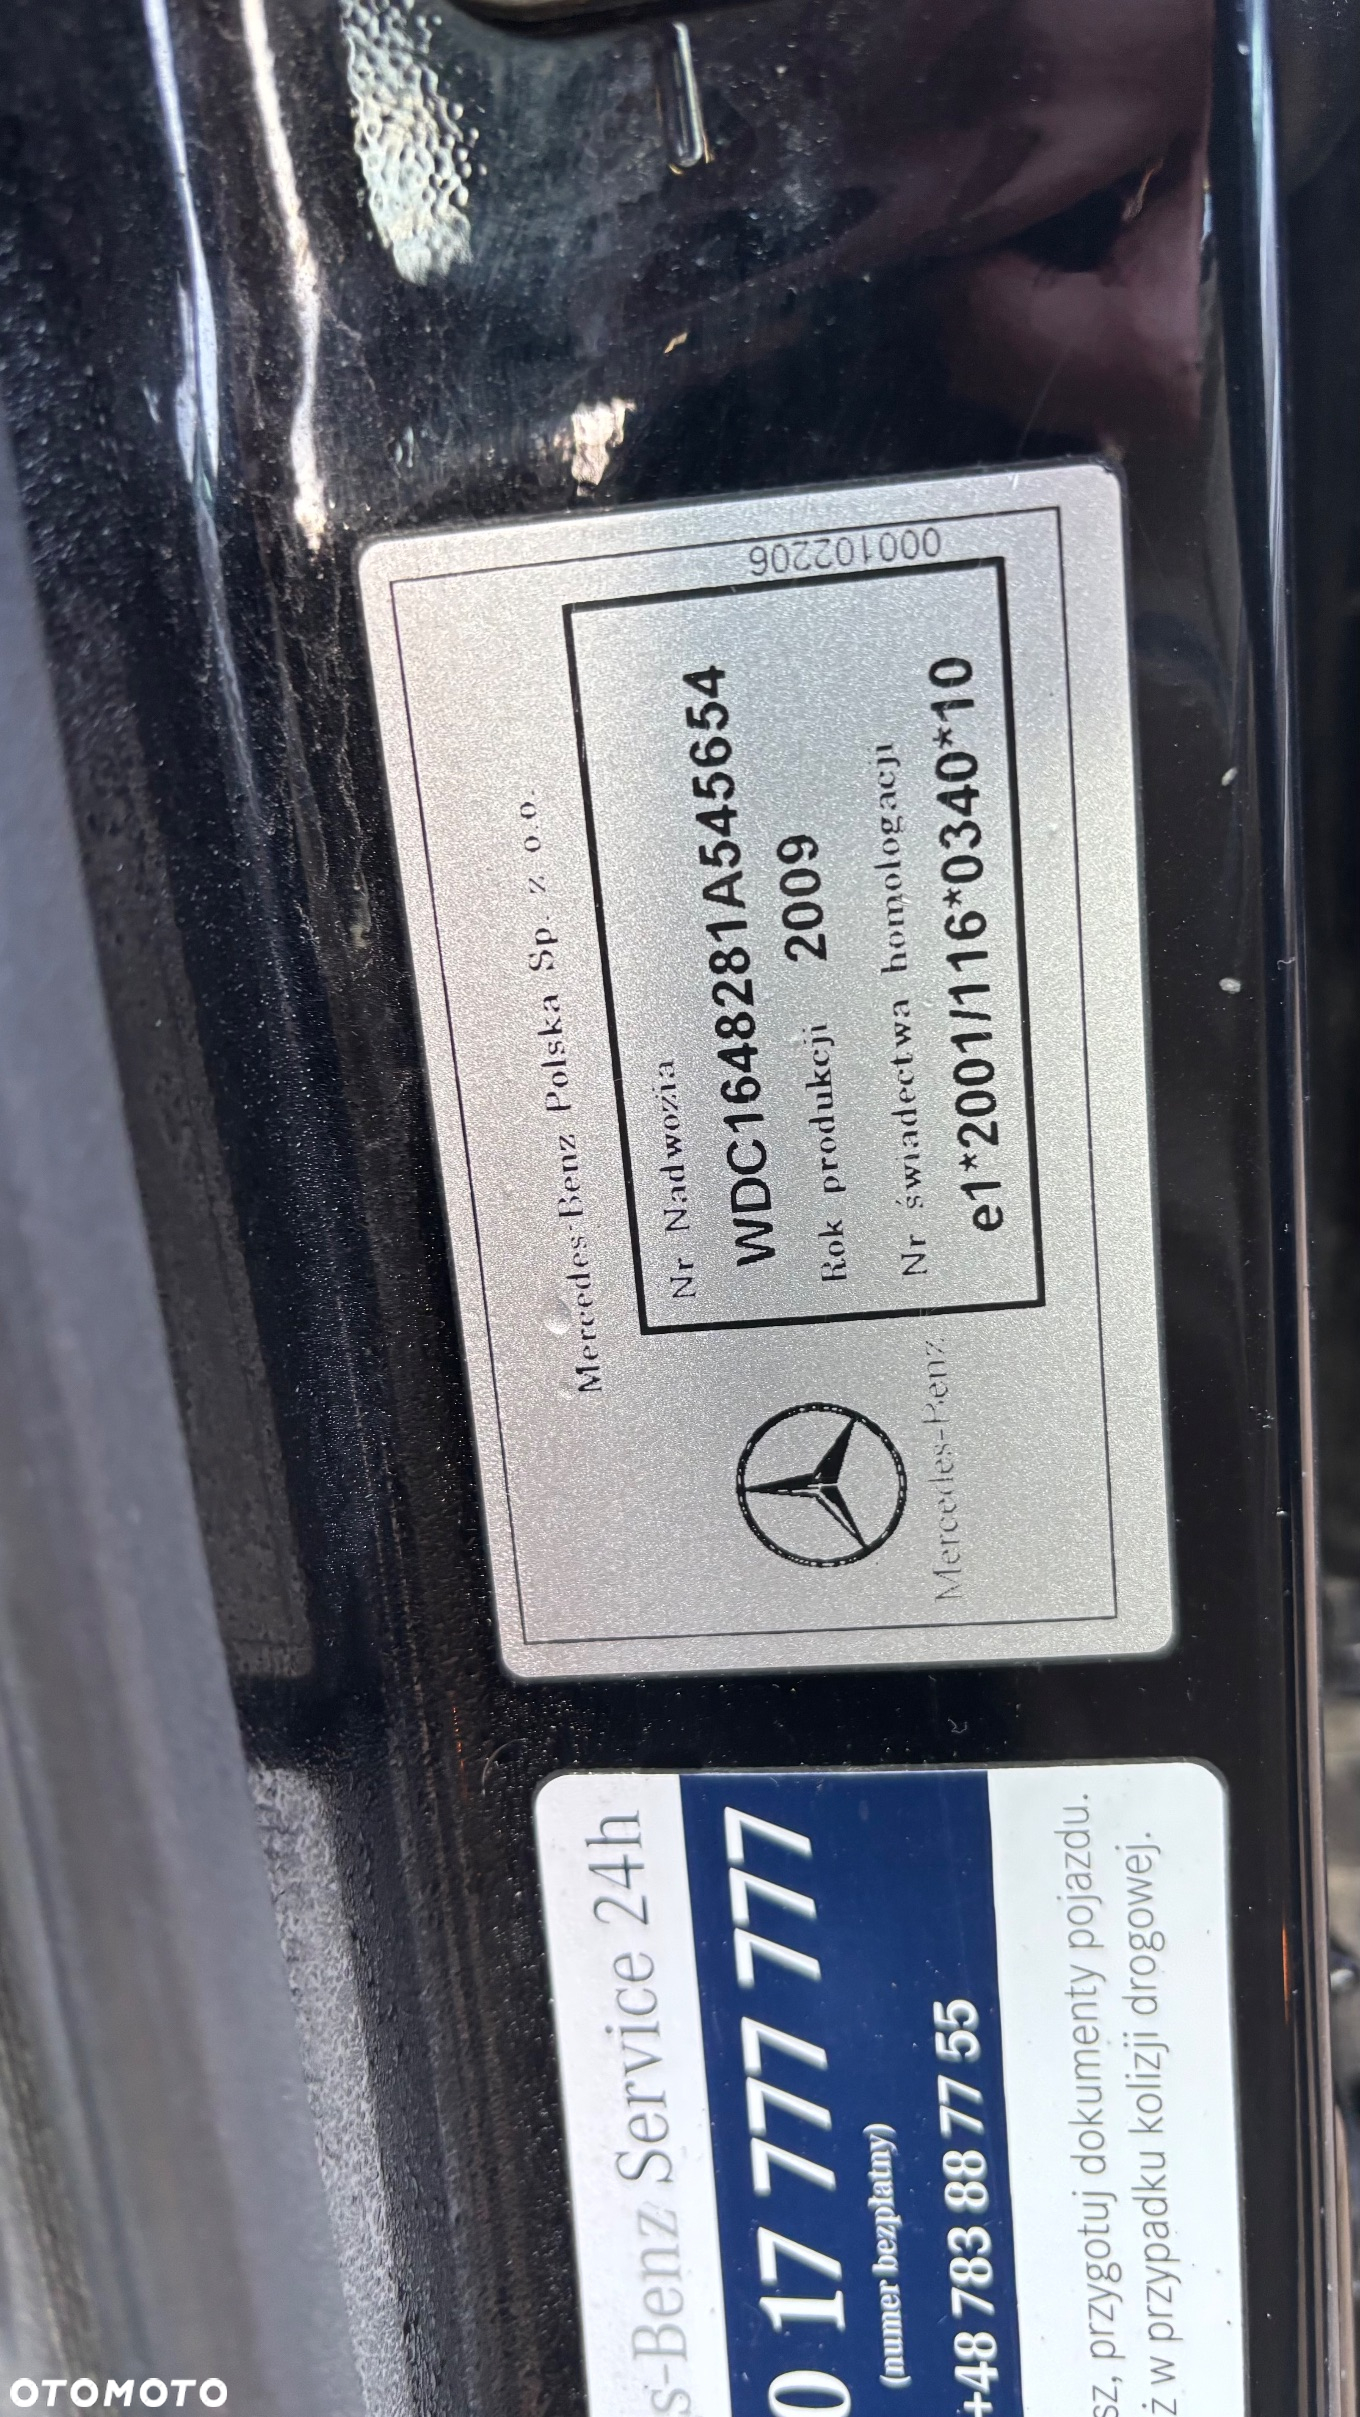 000102206
Mercedes-Benz Polska Sp. z o.o.
Nr Nadwozia
WDC1648281A545654
Rok produkcji 2009
Nr świadectwa homologacji
e1*2001/116*0340*10
Mercedes-Benz
s-Benz Service 24h
0 17 777 777 777
(numer bezpłatny)
+48 783 88 77 55
sz, przygotuj dokumenty pojazdu.
ż w przypadku kolizji drogowej.
OTOMOTO